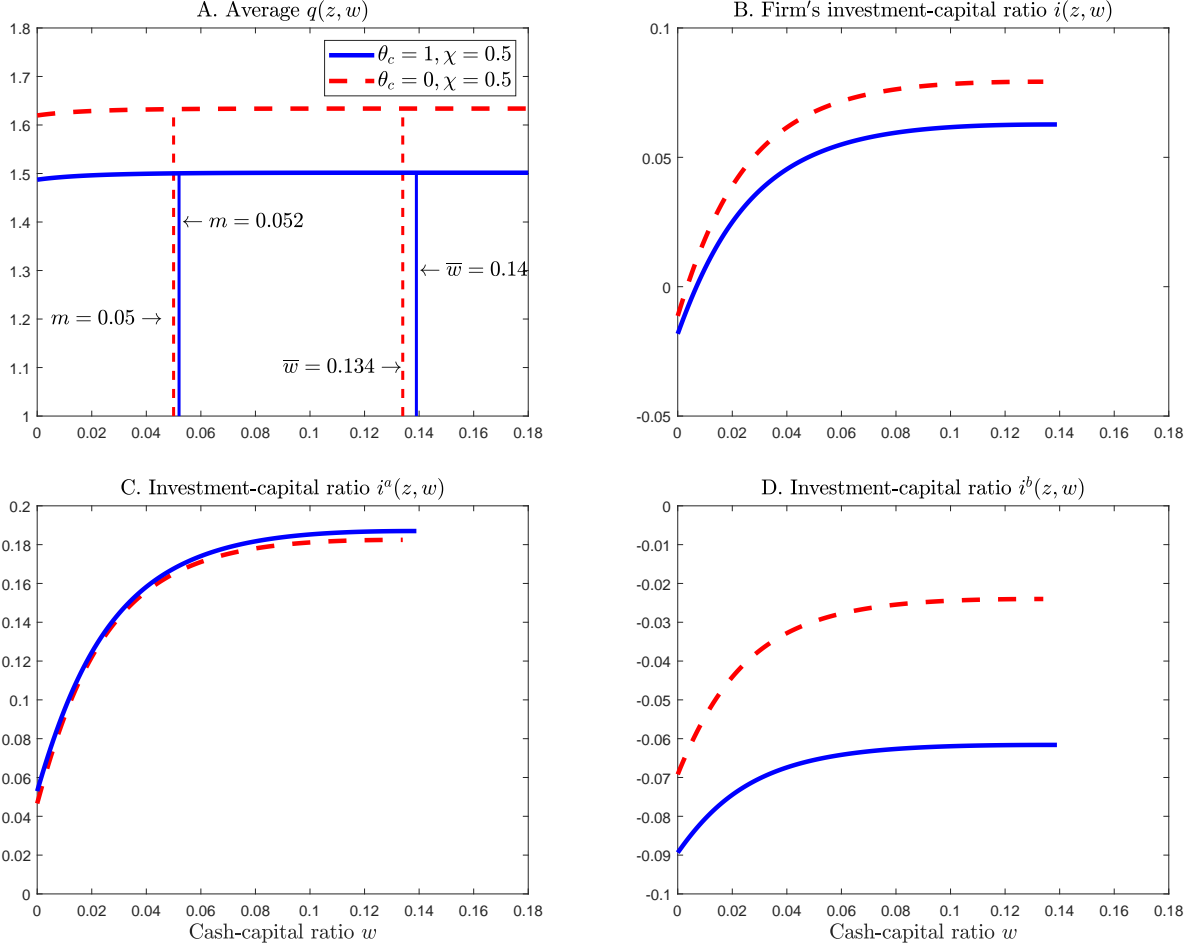 A. Average q(z, w)
1.8
1.7
1.6
1.5
1.4
1.3
1.2
1.1
1
θ_c = 1, χ = 0.5
θ_c = 0, χ = 0.5
← m = 0.052
← w̅ = 0.14
m = 0.05 →
w̅ = 0.134 →
0 0.02 0.04 0.06 0.08 0.1 0.12 0.14 0.16 0.18
B. Firm's investment-capital ratio i(z, w)
0.1
0.05
0
-0.05
0 0.02 0.04 0.06 0.08 0.1 0.12 0.14 0.16 0.18
C. Investment-capital ratio i^a(z, w)
0.2
0.18
0.16
0.14
0.12
0.1
0.08
0.06
0.04
0.02
0
0 0.02 0.04 0.06 0.08 0.1 0.12 0.14 0.16 0.18
Cash-capital ratio w
D. Investment-capital ratio i^b(z, w)
0
-0.01
-0.02
-0.03
-0.04
-0.05
-0.06
-0.07
-0.08
-0.09
-0.1
0 0.02 0.04 0.06 0.08 0.1 0.12 0.14 0.16 0.18
Cash-capital ratio w